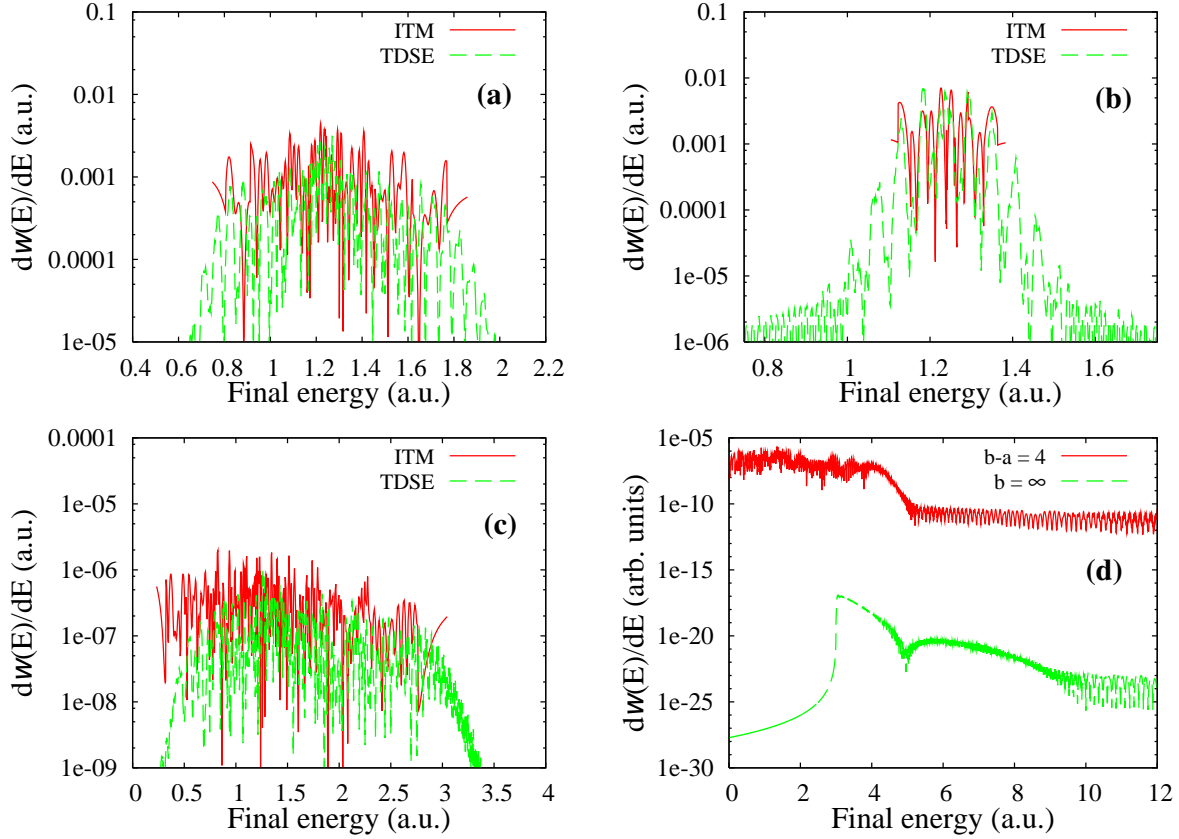 0.1
0.01
0.001
0.0001
1e-05
dw(E)/dE (a.u.)
ITM
TDSE
(a)
0.4 0.6 0.8 1 1.2 1.4 1.6 1.8 2 2.2
Final energy (a.u.)
0.1
0.01
0.001
0.0001
1e-05
1e-06
dw(E)/dE (a.u.)
ITM
TDSE
(b)
0.8 1 1.2 1.4 1.6
Final energy (a.u.)
0.0001
1e-05
1e-06
1e-07
1e-08
1e-09
dw(E)/dE (a.u.)
ITM
TDSE
(c)
0 0.5 1 1.5 2 2.5 3 3.5 4
Final energy (a.u.)
1e-05
1e-10
1e-15
1e-20
1e-25
1e-30
dw(E)/dE (arb. units)
b-a = 4
b = ∞
(d)
0 2 4 6 8 10 12
Final energy (a.u.)